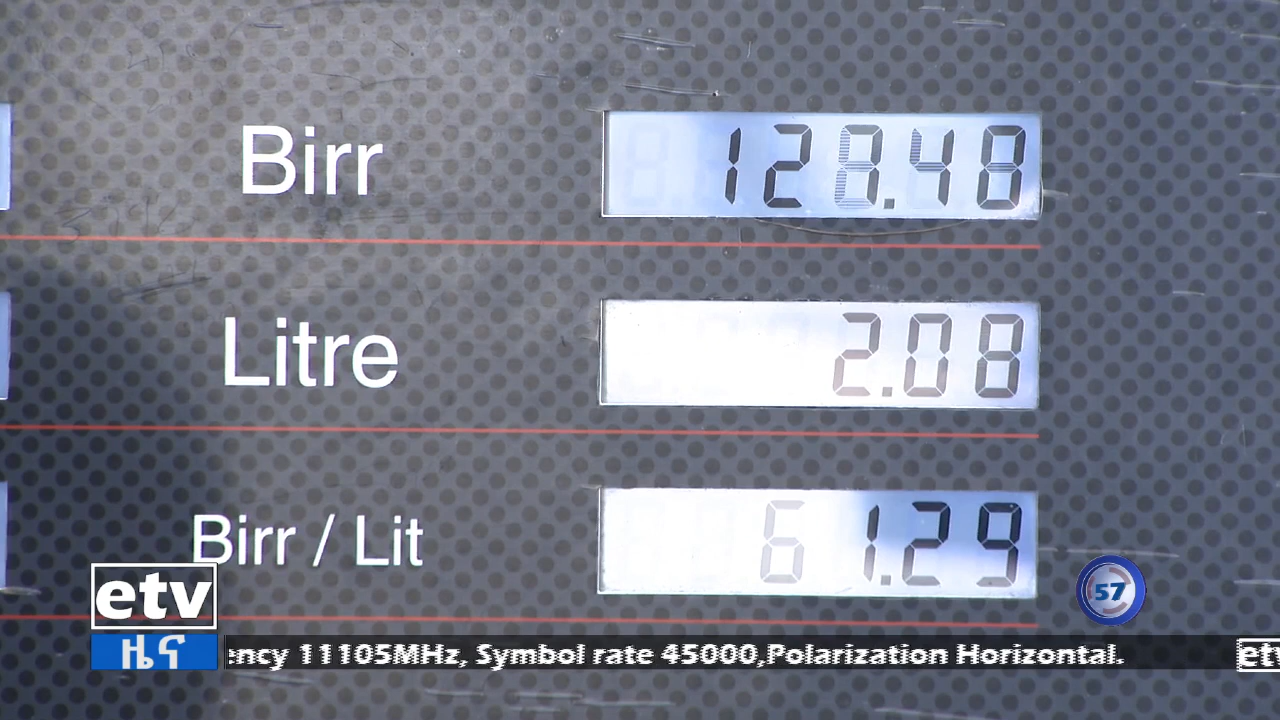 Birr 127.48
Litre 2.08
Birr / Lit 61.29
etv
57
ዜና
ncy 11105MHz, Symbol rate 45000,Polarization Horizontal. etv